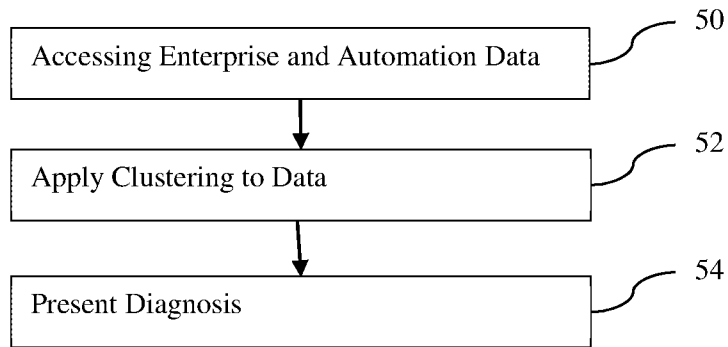 50
Accessing Enterprise and Automation Data
52
Apply Clustering to Data
54
Present Diagnosis